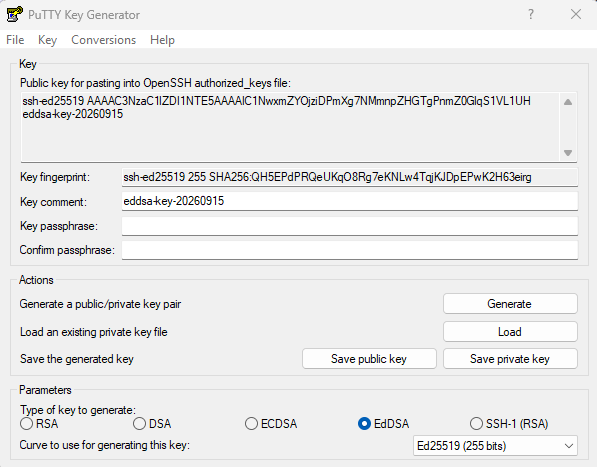 PuTTY Key Generator
File Key Conversions Help
Key
Public key for pasting into OpenSSH authorized_keys file:
ssh-ed25519 AAAAC3NzaC1lZDI1NTE5AAAAIC1NwxmZYOjziDPmXg7NMmnpZHGTgPnmZ0GlqS1VL1UH
eddsa-key-20260915
Key fingerprint: ssh-ed25519 255 SHA256:QH5EPdPRQeUKqO8Rg7eKNLw4TqjKJDpEPwK2H63eirg
Key comment: eddsa-key-20260915
Key passphrase:
Confirm passphrase:
Actions
Generate a public/private key pair Generate
Load an existing private key file Load
Save the generated key Save public key Save private key
Parameters
Type of key to generate:
RSA DSA ECDSA EdDSA SSH-1 (RSA)
Curve to use for generating this key: Ed25519 (255 bits)